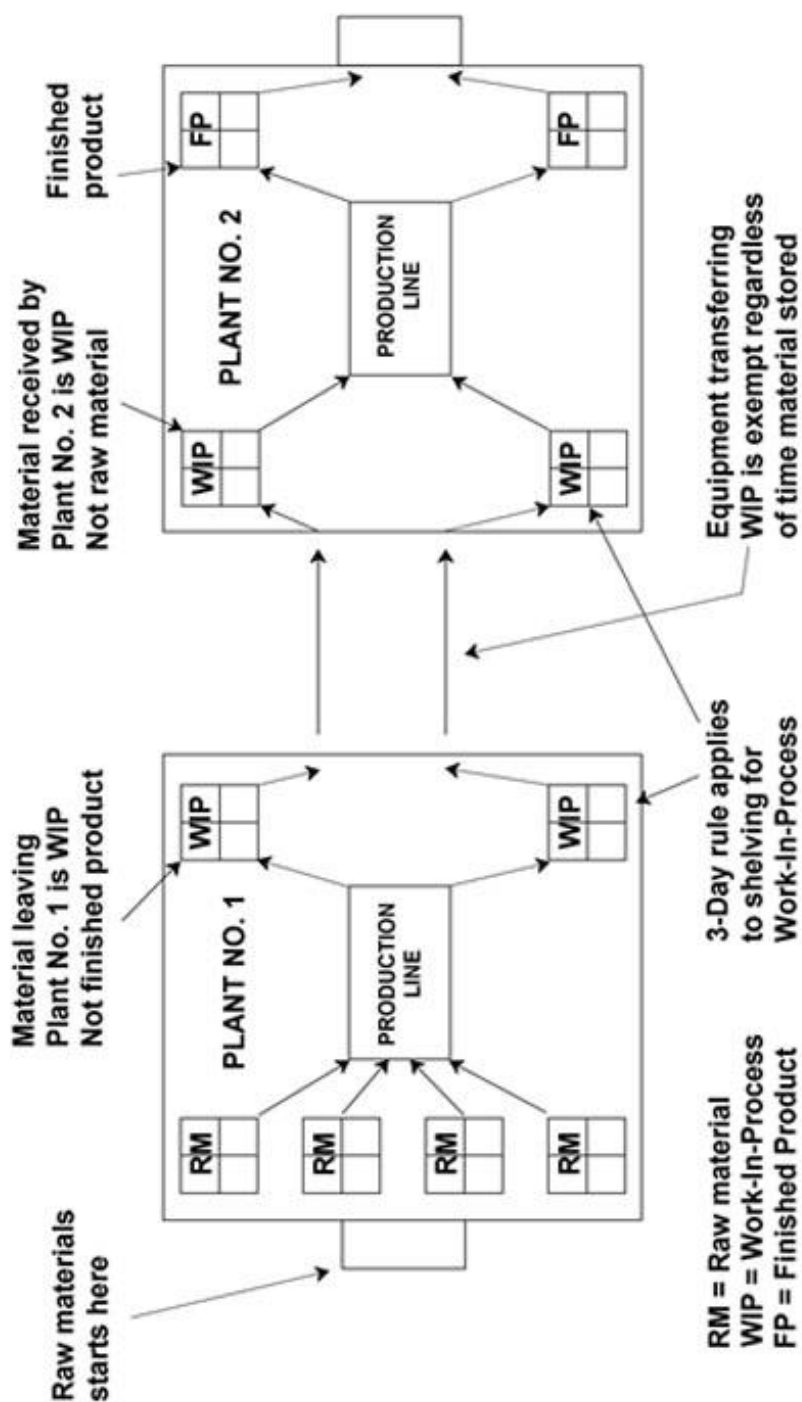 Raw materials
starts here
Material leaving
Plant No. 1 is WIP
Not finished product
Material received by
Plant No. 2 is WIP
Not raw material
Finished
product
PLANT NO. 1
RM
RM
RM
RM
PRODUCTION
LINE
WIP
WIP
PLANT NO. 2
WIP
WIP
PRODUCTION
LINE
FP
FP
RM = Raw material
WIP = Work-In-Process
FP = Finished Product
3-Day rule applies
to shelving for
Work-In-Process
Equipment transferring
WIP is exempt regardless
of time material stored